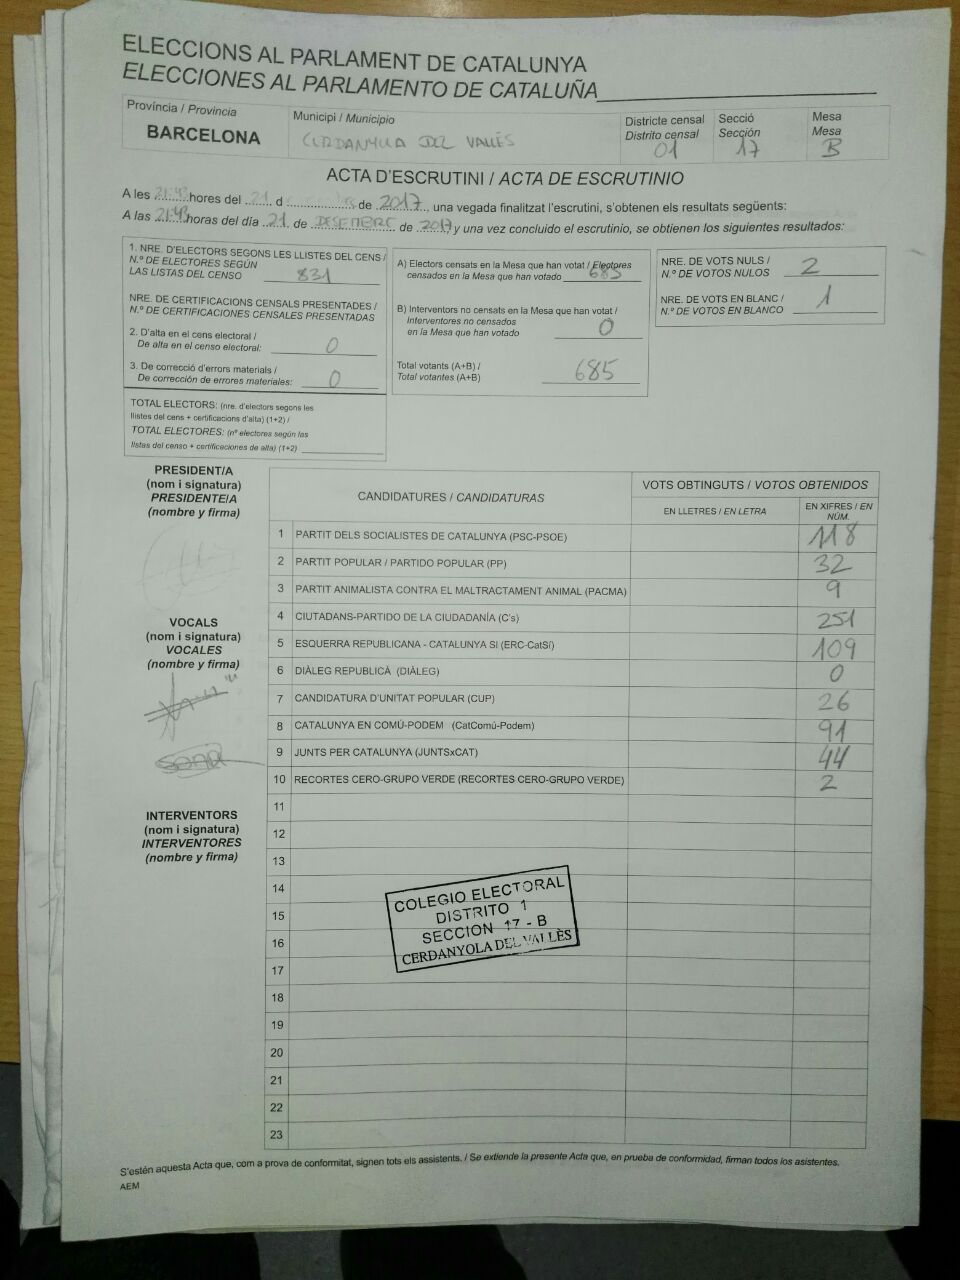 ELECCIONS AL PARLAMENT DE CATALUNYA
ELECCIONES AL PARLAMENTO DE CATALUÑA
Província / Provincia
BARCELONA
Municipi / Municipio
CERDANYOLA DEL VALLÈS
Districte censal
Distrito censal
01
Secció
Sección
17
Mesa
Mesa
B
ACTA D'ESCRUTINI / ACTA DE ESCRUTINIO
A les 21:43 hores del 21 d de 2017, una vegada finalitzat l'escrutini, s'obtenen els resultats següents:
A las 21:43 horas del día 21 de DESEMBRE de 2017 y una vez concluido el escrutinio, se obtienen los siguientes resultados:
1. NRE. D'ELECTORS SEGONS LES LLISTES DEL CENS /
N.º DE ELECTORES SEGÚN
LAS LISTAS DEL CENSO 831
NRE. DE CERTIFICACIONS CENSALS PRESENTADES /
N.º DE CERTIFICACIONES CENSALES PRESENTADAS
2. D'alta en el cens electoral /
De alta en el censo electoral: 0
3. De correcció d'errors materials /
De corrección de errores materiales: 0
TOTAL ELECTORS: (nre. d'electors segons les
llistes del cens + certificacions d'alta) (1+2) /
TOTAL ELECTORES: (nº electores según las
listas del censo + certificaciones de alta) (1+2)
A) Electors censats en la Mesa que han votat / Electores
censados en la Mesa que han votado 685
B) Interventors no censats en la Mesa que han votat /
Interventores no censados
en la Mesa que han votado 0
Total votants (A+B) /
Total votantes (A+B) 685
NRE. DE VOTS NULS /
N.º DE VOTOS NULOS 2
NRE. DE VOTS EN BLANC /
N.º DE VOTOS EN BLANCO 1
PRESIDENT/A
(nom i signatura)
PRESIDENTE/A
(nombre y firma)
VOCALS
(nom i signatura)
VOCALES
(nombre y firma)
INTERVENTORS
(nom i signatura)
INTERVENTORES
(nombre y firma)
CANDIDATURES / CANDIDATURAS
VOTS OBTINGUTS / VOTOS OBTENIDOS
EN LLETRES / EN LETRA
EN XIFRES / EN
NÚM.
1 PARTIT DELS SOCIALISTES DE CATALUNYA (PSC-PSOE) 118
2 PARTIT POPULAR / PARTIDO POPULAR (PP) 32
3 PARTIT ANIMALISTA CONTRA EL MALTRACTAMENT ANIMAL (PACMA) 9
4 CIUTADANS-PARTIDO DE LA CIUDADANÍA (C's) 251
5 ESQUERRA REPUBLICANA - CATALUNYA SI (ERC-CatSí) 109
6 DIÀLEG REPUBLICÀ (DIÀLEG) 0
7 CANDIDATURA D'UNITAT POPULAR (CUP) 26
8 CATALUNYA EN COMÚ-PODEM (CatComú-Podem) 91
9 JUNTS PER CATALUNYA (JUNTSxCAT) 44
10 RECORTES CERO-GRUPO VERDE (RECORTES CERO-GRUPO VERDE) 2
11
12
13
14
15
16
17
18
19
20
21
22
23
COLEGIO ELECTORAL
DISTRITO 1
SECCION 17 - B
CERDANYOLA DEL VALLÈS
S'estén aquesta Acta que, com a prova de conformitat, signen tots els assistents. / Se extiende la presente Acta que, en prueba de conformidad, firman todos los asistentes.
AEM